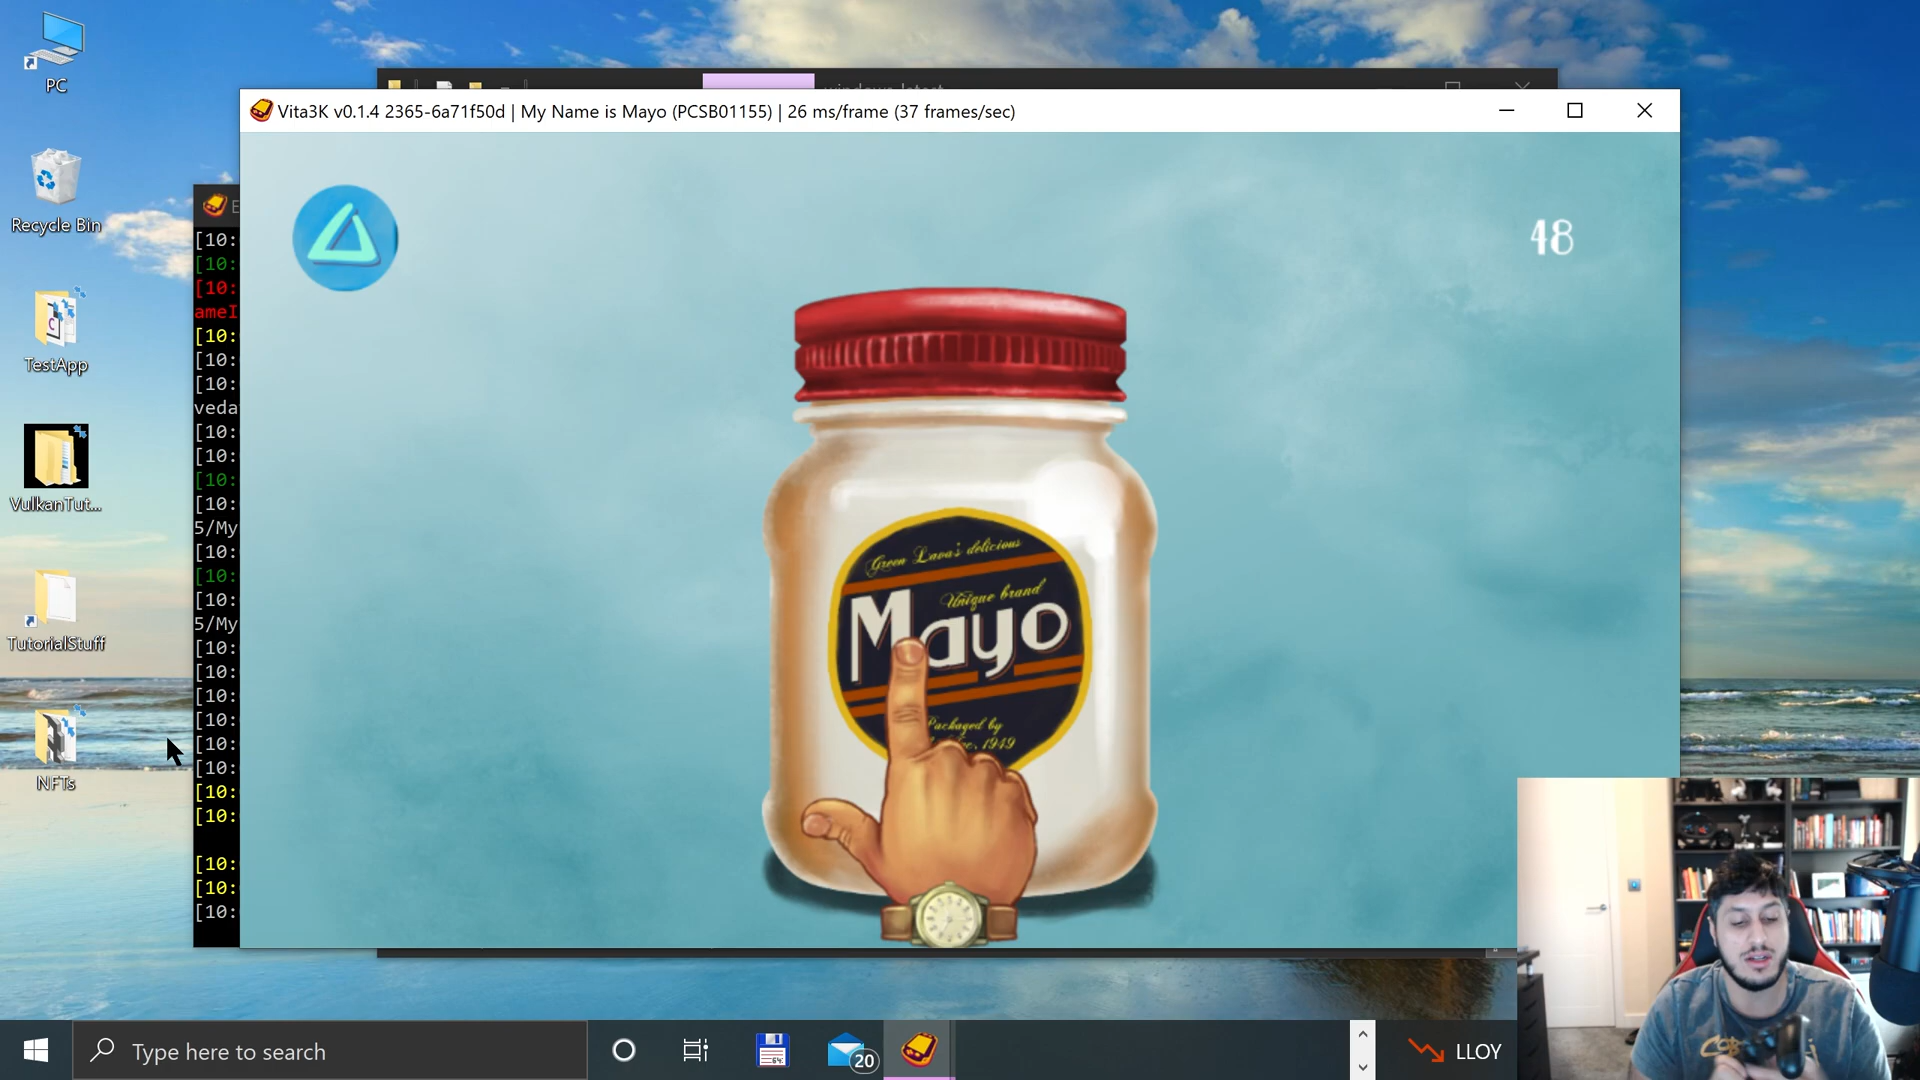 PC
Recycle Bin
TestApp
VulkanTut...
TutorialStuff
NFTs
Vita3K v0.1.4 2365-6a71f50d | My Name is Mayo (PCSB01155) | 26 ms/frame (37 frames/sec)
E
[10:
[10:
[10:
ameI
[10:
[10:
[10:
veda
[10:
[10:
[10:
[10:
5/My
[10:
[10:
[10:
5/My
[10:
[10:
[10:
[10:
[10:
[10:
[10:
[10:
[10:
[10:
[10:
48
Green Lava's delicious
Unique brand
Mayo
Packaged by
1949
Type here to search
64
20
LLOY